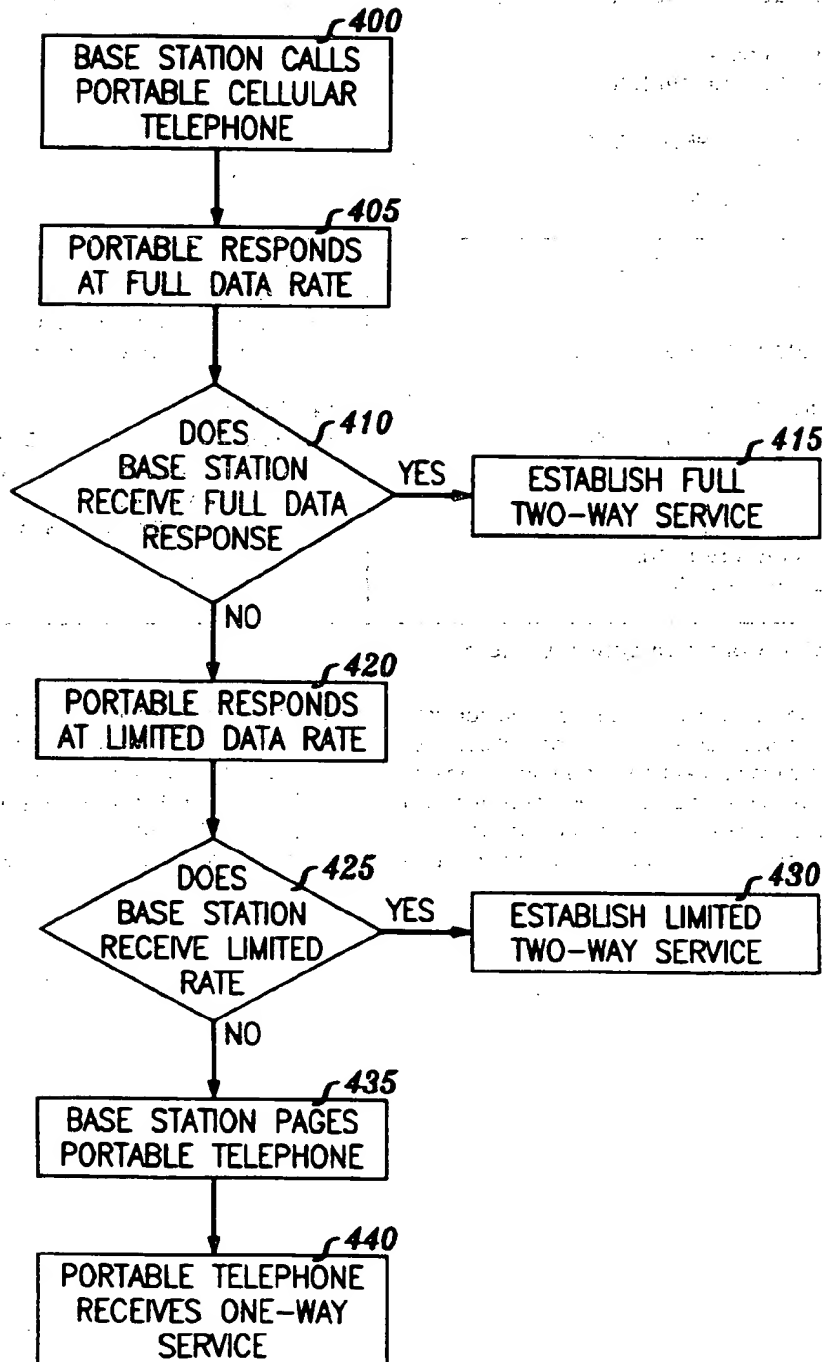 400
BASE STATION CALLS
PORTABLE CELLULAR
TELEPHONE
405
PORTABLE RESPONDS
AT FULL DATA RATE
410
DOES
BASE STATION
RECEIVE FULL DATA
RESPONSE
YES
415
ESTABLISH FULL
TWO-WAY SERVICE
NO
420
PORTABLE RESPONDS
AT LIMITED DATA RATE
425
DOES
BASE STATION
RECEIVE LIMITED
RATE
YES
430
ESTABLISH LIMITED
TWO-WAY SERVICE
NO
435
BASE STATION PAGES
PORTABLE TELEPHONE
440
PORTABLE TELEPHONE
RECEIVES ONE-WAY
SERVICE